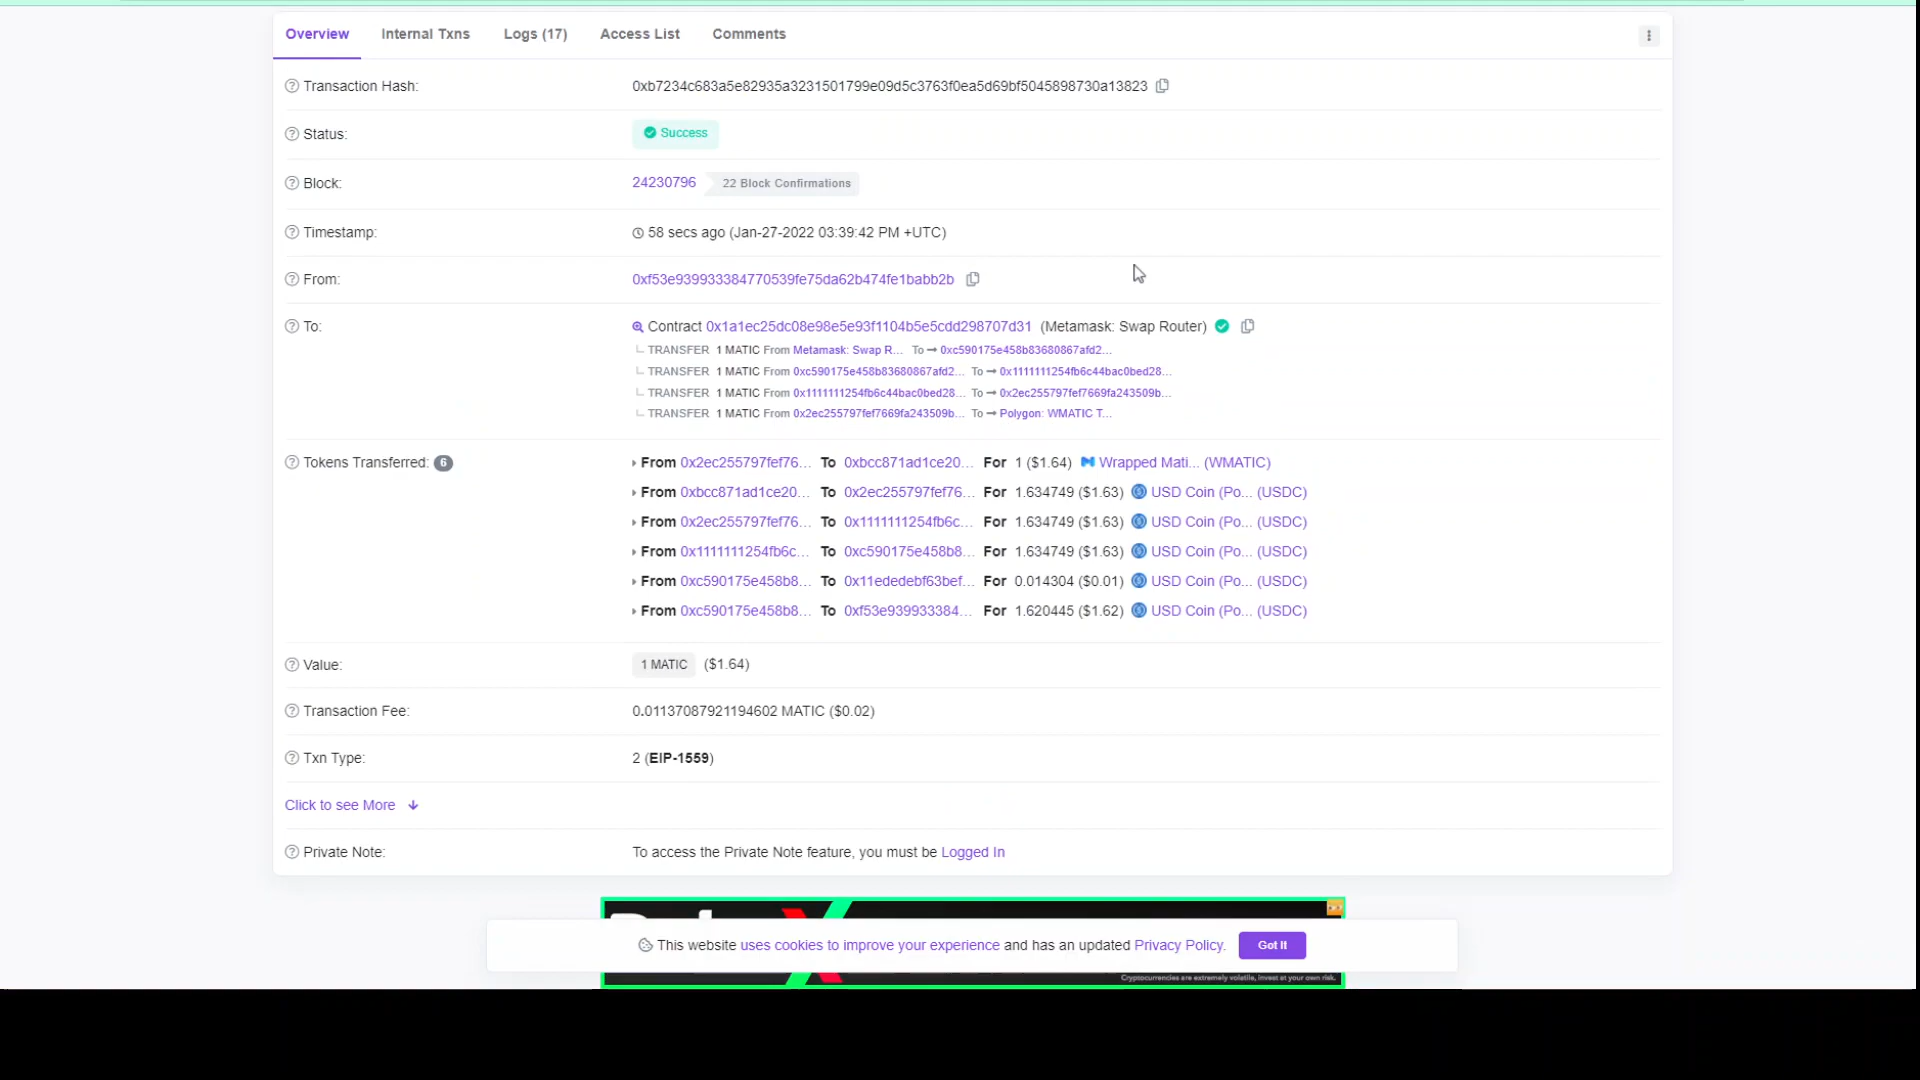 Overview Internal Txns Logs (17) Access List Comments
Transaction Hash: 0xb7234c683a5e82935a3231501799e09d5c3763f0ea5d69bf5045898730a13823
Status: Success
Block: 24230796 22 Block Confirmations
Timestamp: 58 secs ago (Jan-27-2022 03:39:42 PM +UTC)
From: 0xf53e939933384770539fe75da62b474fe1babb2b
To: Contract 0x1a1ec25dc08e98e5e93f1104b5e5cdd298707d31 (Metamask: Swap Router)
TRANSFER 1 MATIC From Metamask: Swap R... To → 0xc590175e458b83680867afd2...
TRANSFER 1 MATIC From 0xc590175e458b83680867afd2... To → 0x1111111254fb6c44bac0bed28...
TRANSFER 1 MATIC From 0x1111111254fb6c44bac0bed28... To → 0x2ec255797fef7669fa243509b...
TRANSFER 1 MATIC From 0x2ec255797fef7669fa243509b... To → Polygon: WMATIC T...
Tokens Transferred: 6 From 0x2ec255797fef76... To 0xbcc871ad1ce20... For 1 ($1.64) Wrapped Mati... (WMATIC)
From 0xbcc871ad1ce20... To 0x2ec255797fef76... For 1.634749 ($1.63) USD Coin (Po... (USDC)
From 0x2ec255797fef76... To 0x1111111254fb6c... For 1.634749 ($1.63) USD Coin (Po... (USDC)
From 0x1111111254fb6c... To 0xc590175e458b8... For 1.634749 ($1.63) USD Coin (Po... (USDC)
From 0xc590175e458b8... To 0x11ededebf63bef... For 0.014304 ($0.01) USD Coin (Po... (USDC)
From 0xc590175e458b8... To 0xf53e939933384... For 1.620445 ($1.62) USD Coin (Po... (USDC)
Value: 1 MATIC ($1.64)
Transaction Fee: 0.01137087921194602 MATIC ($0.02)
Txn Type: 2 (EIP-1559)
Click to see More
Private Note: To access the Private Note feature, you must be Logged In
This website uses cookies to improve your experience and has an updated Privacy Policy. Got It
Cryptocurrencies are extremely volatile, invest at your own risk.